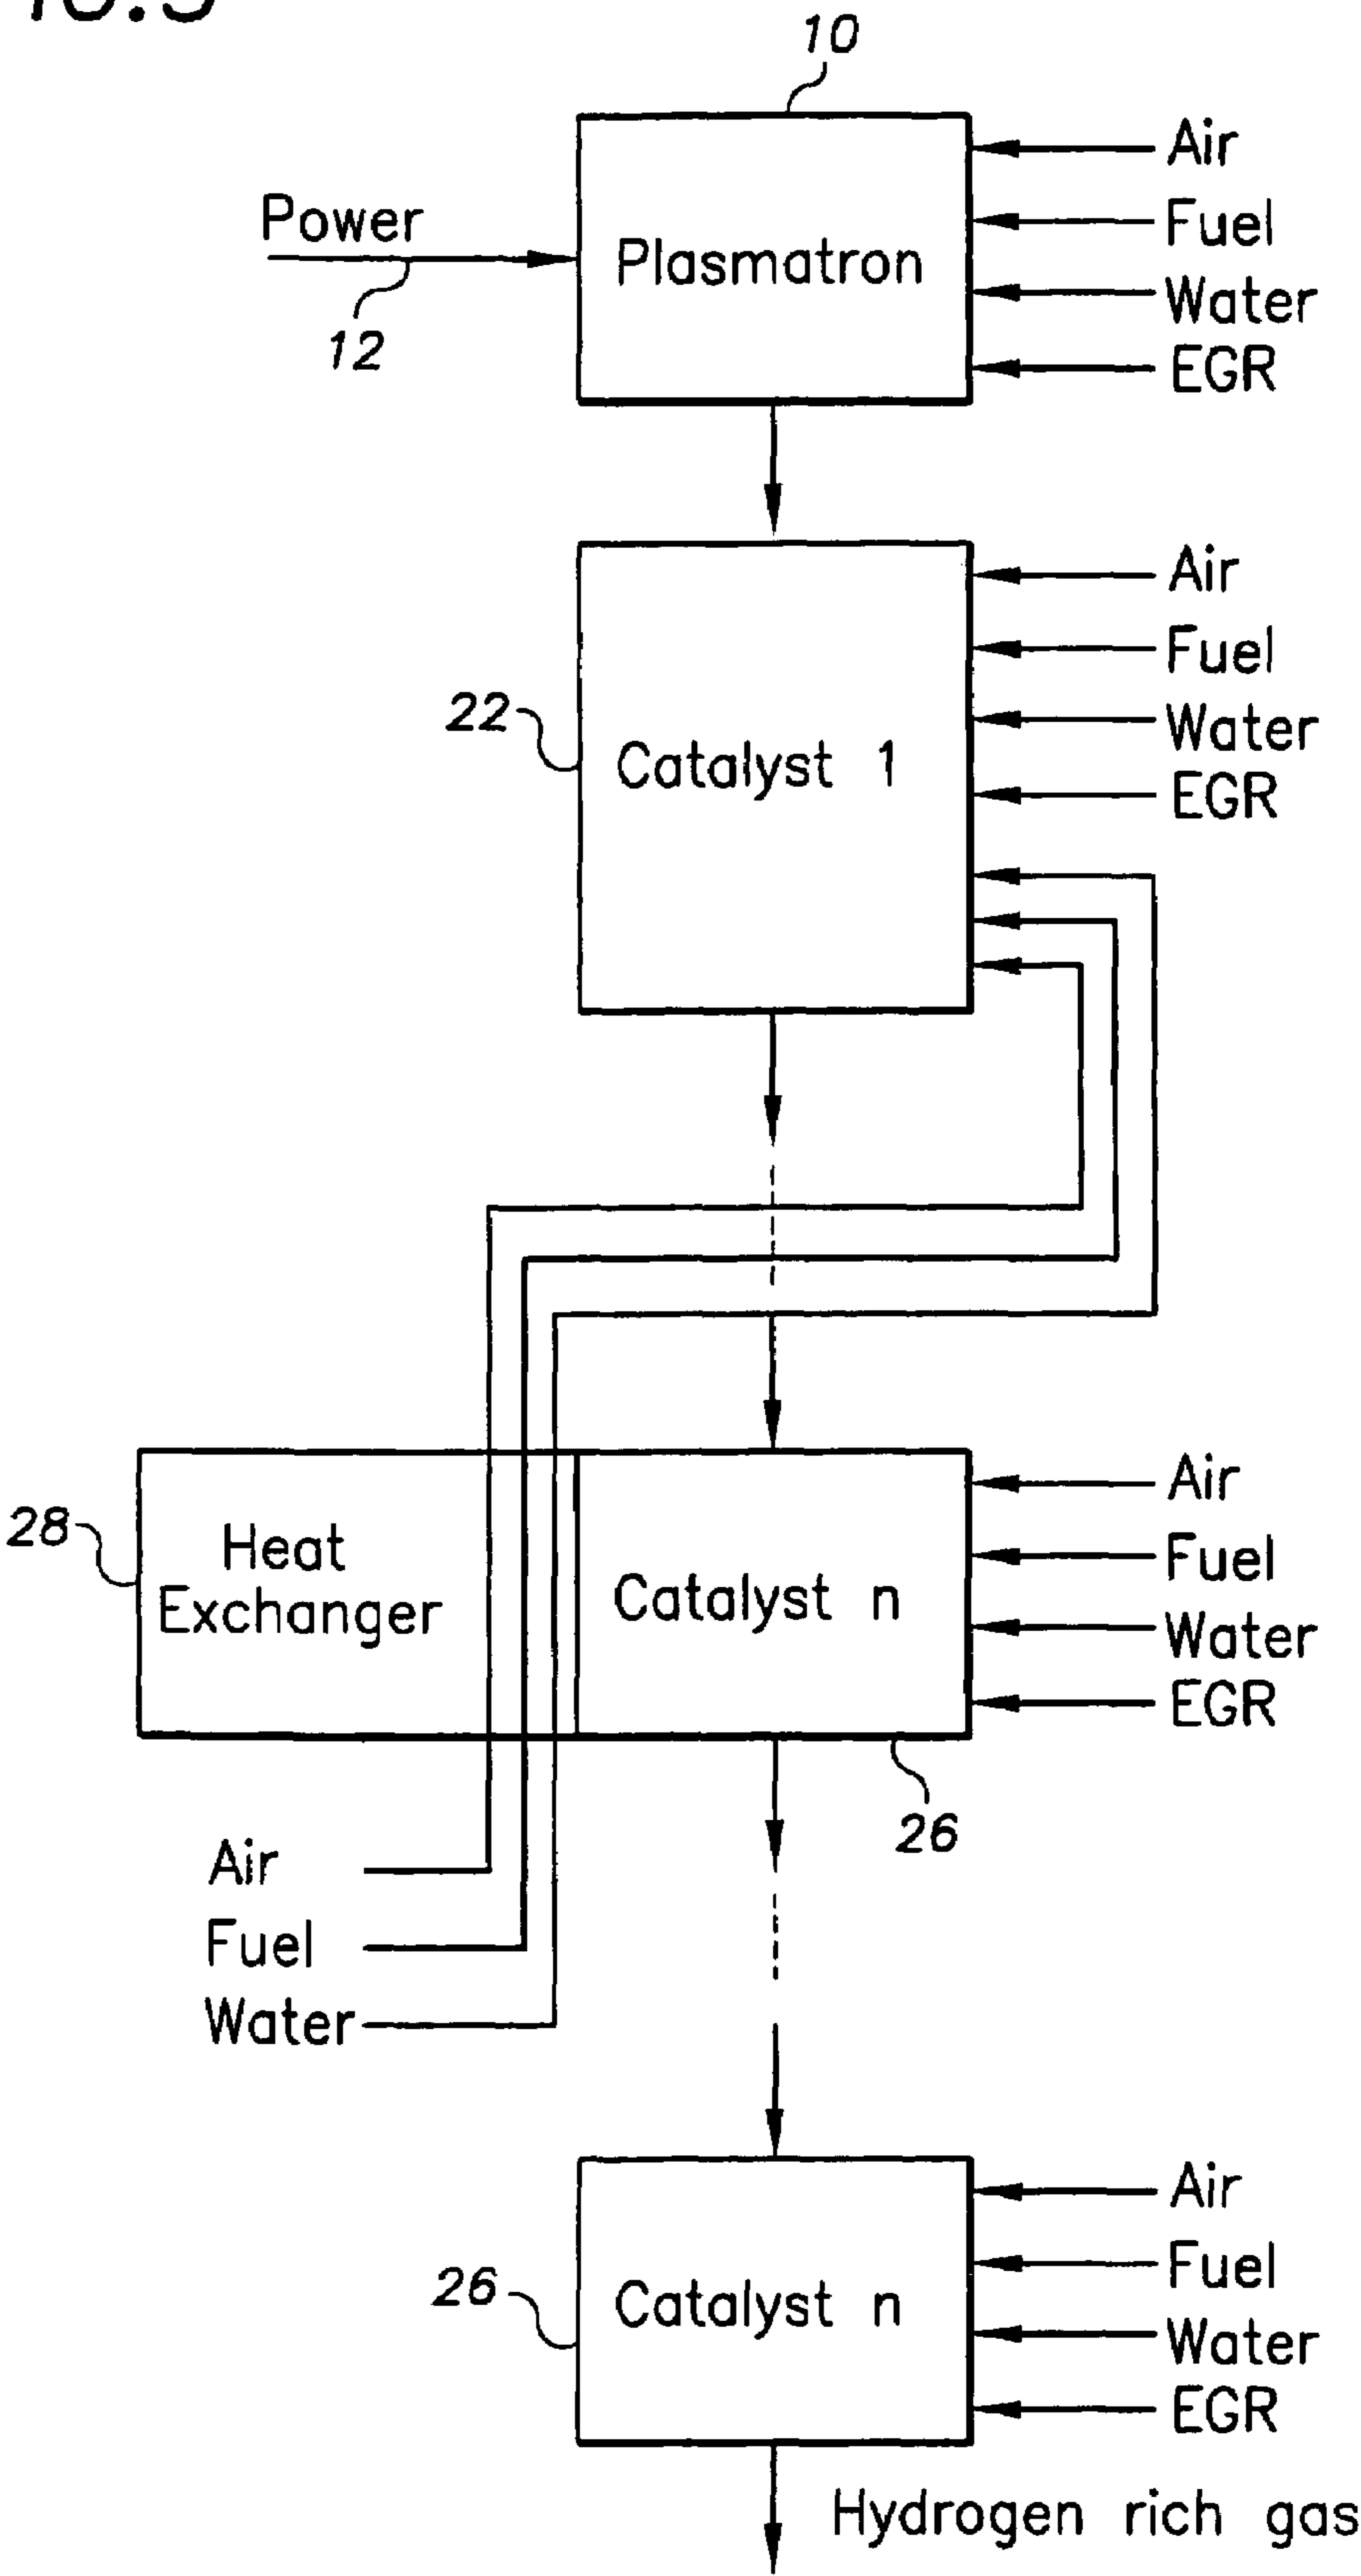 10
Air
Power
Fuel
Plasmatron
12
Water
EGR
Air
Fuel
22
Catalyst 1
Water
EGR
28
Heat
Exchanger
Catalyst n
Air
Fuel
Water
EGR
26
Air
Fuel
Water
26
Catalyst n
Air
Fuel
Water
EGR
Hydrogen rich gas